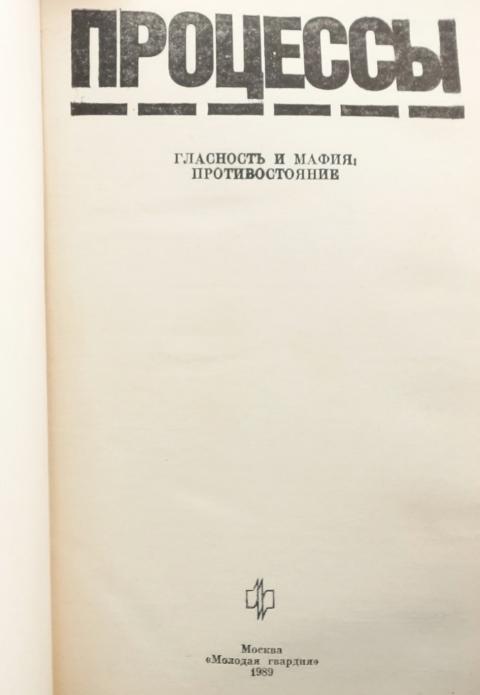 ПРОЦЕССЫ
ГЛАСНОСТЬ И МАФИЯ:
ПРОТИВОСТОЯНИЕ
Москва
«Молодая гвардия»
1989